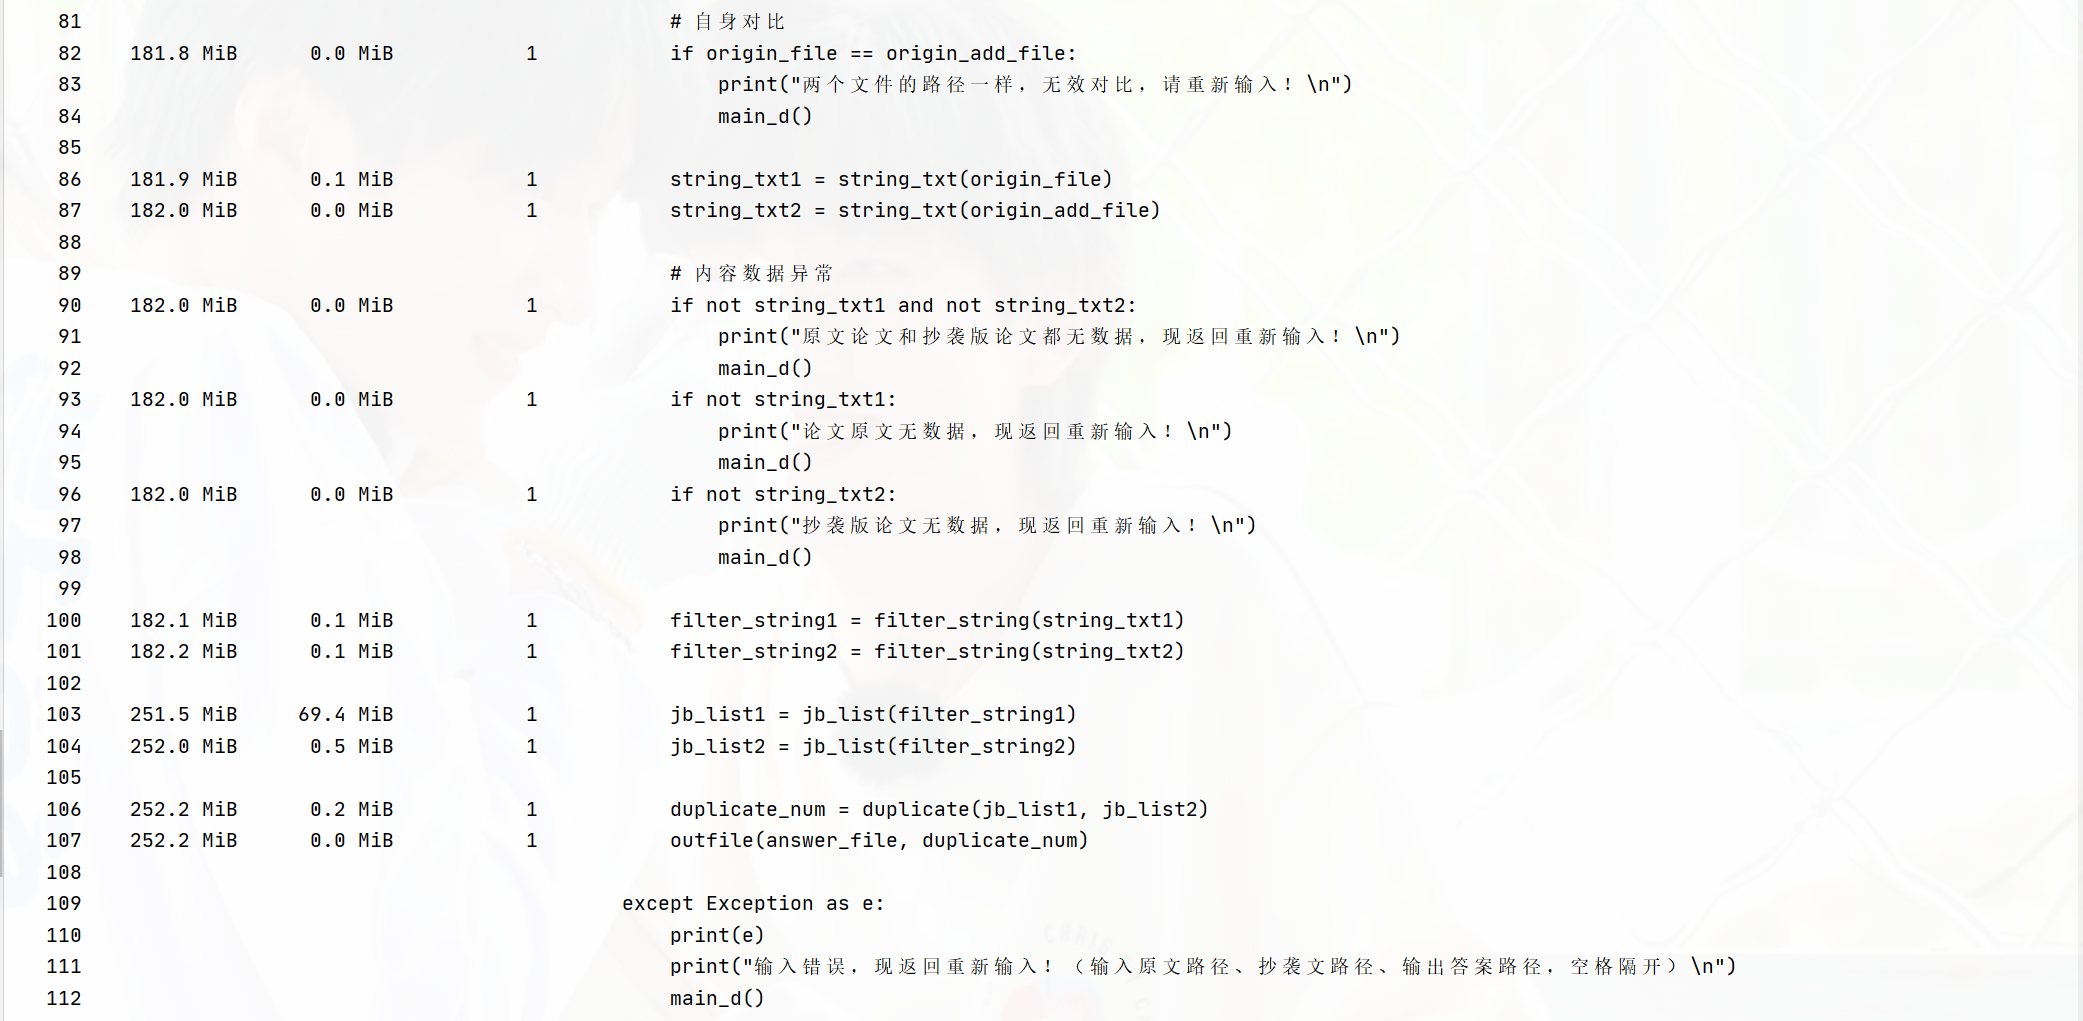 81 # 自身对比
82 181.8 MiB 0.0 MiB 1 if origin_file == origin_add_file:
83 print("两个文件的路径一样，无效对比，请重新输入！\n")
84 main_d()
85
86 181.9 MiB 0.1 MiB 1 string_txt1 = string_txt(origin_file)
87 182.0 MiB 0.0 MiB 1 string_txt2 = string_txt(origin_add_file)
88
89 # 内容数据异常
90 182.0 MiB 0.0 MiB 1 if not string_txt1 and not string_txt2:
91 print("原文论文和抄袭版论文都无数据，现返回重新输入！\n")
92 main_d()
93 182.0 MiB 0.0 MiB 1 if not string_txt1:
94 print("论文原文无数据，现返回重新输入！\n")
95 main_d()
96 182.0 MiB 0.0 MiB 1 if not string_txt2:
97 print("抄袭版论文无数据，现返回重新输入！\n")
98 main_d()
99
100 182.1 MiB 0.1 MiB 1 filter_string1 = filter_string(string_txt1)
101 182.2 MiB 0.1 MiB 1 filter_string2 = filter_string(string_txt2)
102
103 251.5 MiB 69.4 MiB 1 jb_list1 = jb_list(filter_string1)
104 252.0 MiB 0.5 MiB 1 jb_list2 = jb_list(filter_string2)
105
106 252.2 MiB 0.2 MiB 1 duplicate_num = duplicate(jb_list1, jb_list2)
107 252.2 MiB 0.0 MiB 1 outfile(answer_file, duplicate_num)
108
109 except Exception as e:
110 print(e)
111 print("输入错误，现返回重新输入！（输入原文路径、抄袭文路径、输出答案路径，空格隔开）\n")
112 main_d()